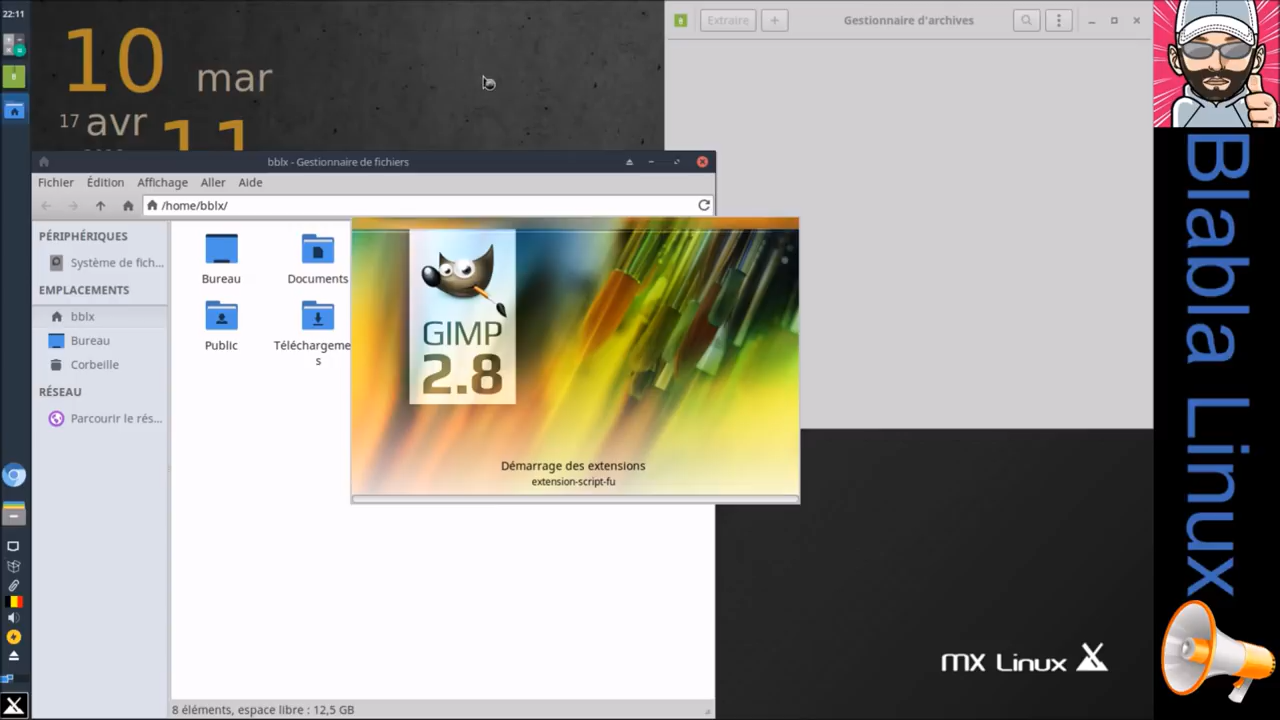 22:11
10 mar
17 avr
11
Extraire
Gestionnaire d'archives
bblx - Gestionnaire de fichiers
Fichier Édition Affichage Aller Aide
/home/bblx/
PÉRIPHÉRIQUES
Système de fich...
EMPLACEMENTS
bblx
Bureau
Corbeille
RÉSEAU
Parcourir le rés...
Bureau
Documents
Public
Téléchargeme
s
GIMP
2.8
Démarrage des extensions
extension-script-fu
8 éléments, espace libre : 12,5 GB
mx Linux
Blabla Linux